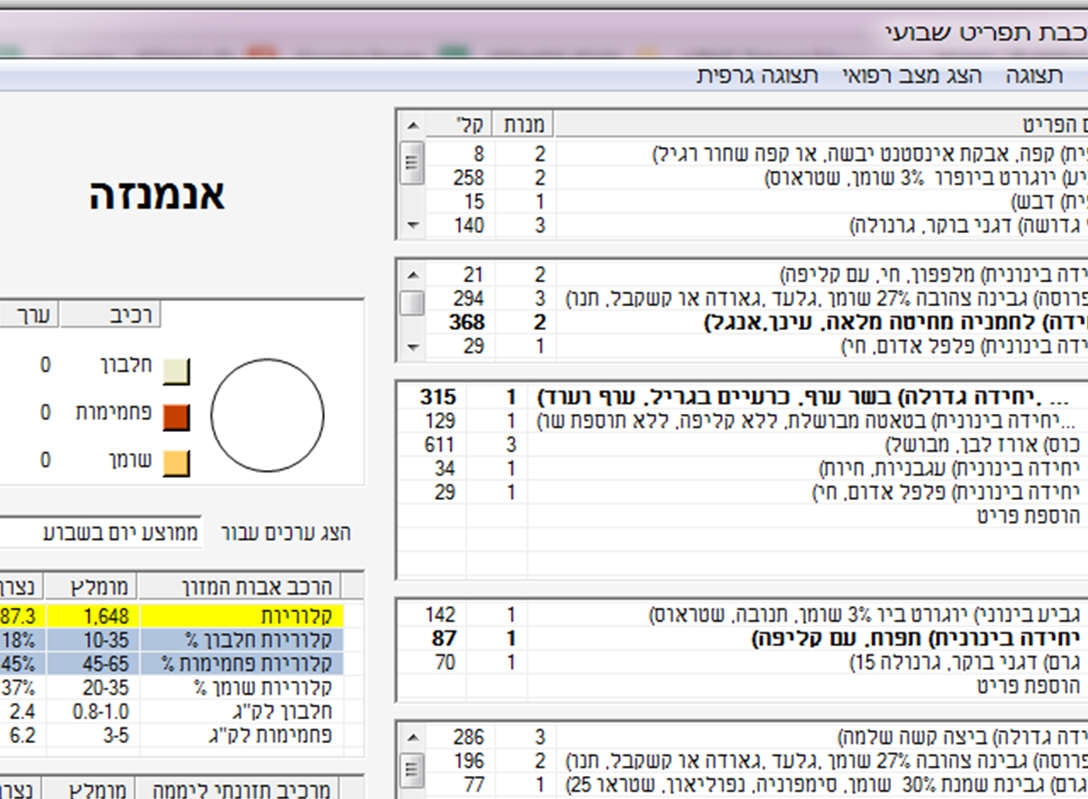 כבת תפריט שבועי
תצוגה הצג מצב רפואי תצוגה גרפית
ם הפריט מנות קל'
ית) קפה, אבקת אינסטנט יבשה, או קפה שחור רגיל) 2 8
יע) יוגורט ביופרו 3% שומן, שטראוס) 2 258
ית) דבש) 1 15
גדושה) דגני בוקר, גרנולה) 3 140
ידה בינונית) מלפפון, חי, עם קליפה) 2 21
פרוסה) גבינה צהובה 27% שומן, גלעד, גאודה או קשקבל, תנו) 3 294
ידה) לחמניה מחיטה מלאה, עינן,אנגל) 2 368
ידה בינונית) פלפל אדום, חי) 1 29
יחידה גדולה) בשר עוף, כרעיים בגריל, עוף ועוד)... 1 315
יחידה בינונית) בטאטה מבושלת, ללא קליפה, ללא תוספת שו)... 1 129
כוס) אורז לבן, מבושל) 3 611
יחידה בינונית) עגבניות, חיות) 1 34
יחידה בינונית) פלפל אדום, חי) 1 29
הוספת פריט
גביע בינוני) יוגורט ביו 3% שומן, תנובה, שטראוס) 1 142
יחידה בינונית) תפוח, עם קליפה) 1 87
גרם) דגני בוקר, גרנולה 15) 1 70
הוספת פריט
ידה גדולה) ביצה קשה שלמה) 3 286
פרוסה) גבינה צהובה 27% שומן, גלעד, גאודה או קשקבל, תנו) 2 196
גרם) גבינת שמנת 30% שומן, סימפוניה, נפוליאון, שטראו 25) 1 77
אנמנזה
רכיב ערך
חלבון 0
פחמימות 0
שומן 0
הצג ערכים עבור ממוצע יום בשבוע
הרכב אבות המזון מומלץ נצרך
קלוריות 1,648 87.3
קלוריות חלבון % 10-35 18%
קלוריות פחמימות % 45-65 45%
קלוריות שומן % 20-35 37%
חלבון לק"ג 0.8-1.0 2.4
פחמימות לק"ג 3-5 6.2
מרכיב תזונתי ליממה מומלץ נצרך